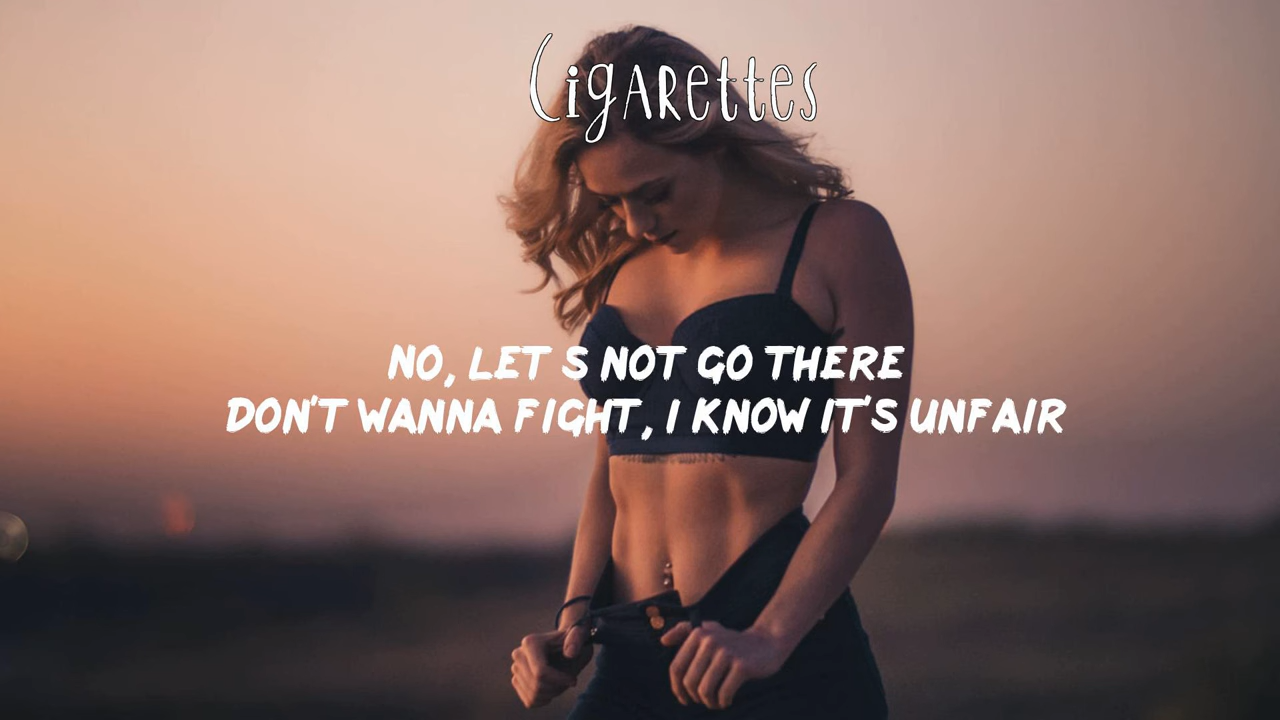 Cigarettes
NO, LET S NOT GO THERE
DON'T WANNA FIGHT, I KNOW IT'S UNFAIR